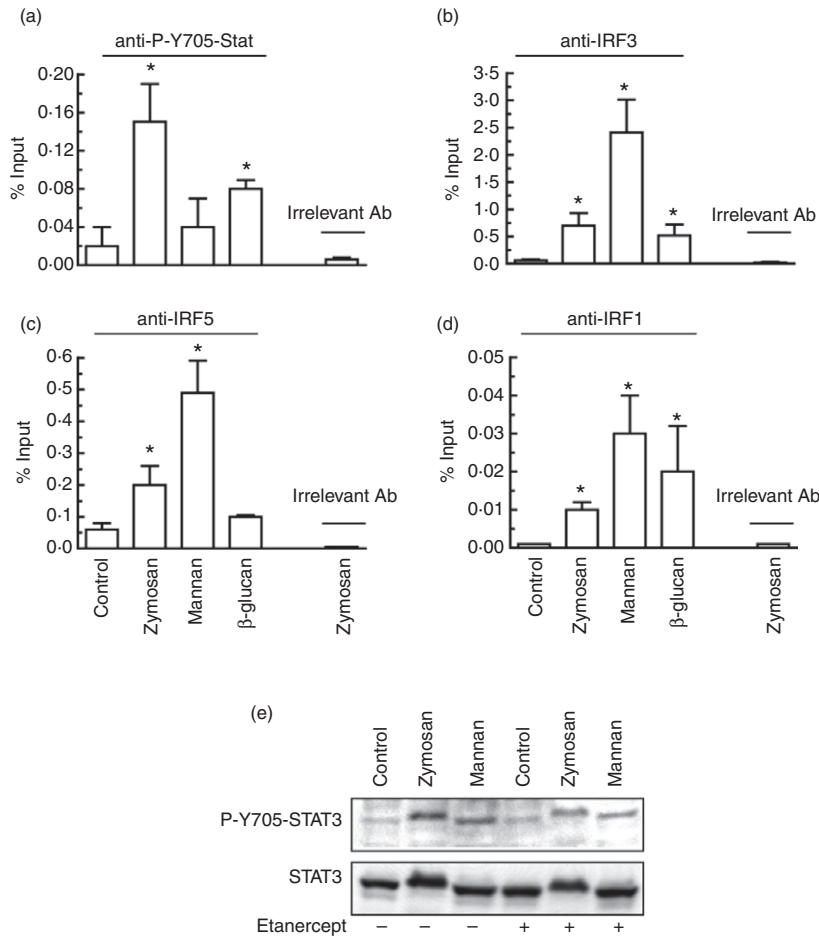 (a)
anti-P-Y705-Stat
% Input
0·20
0·16
0·12
0·08
0·04
0·00
*
*
Irrelevant Ab
(b)
anti-IRF3
% Input
3·5
3·0
2·5
1·0
0·5
0·0
*
*
*
Irrelevant Ab
(c)
anti-IRF5
% Input
0·6
0·5
0·4
0·3
0·2
0·1
0·0
*
*
Irrelevant Ab
Control
Zymosan
Mannan
β-glucan
Zymosan
(d)
anti-IRF1
% Input
0·05
0·04
0·03
0·02
0·01
0·00
*
*
*
Irrelevant Ab
Control
Zymosan
Mannan
β-glucan
Zymosan
(e)
Control
Zymosan
Mannan
Control
Zymosan
Mannan
P-Y705-STAT3
STAT3
Etanercept – – – + + +